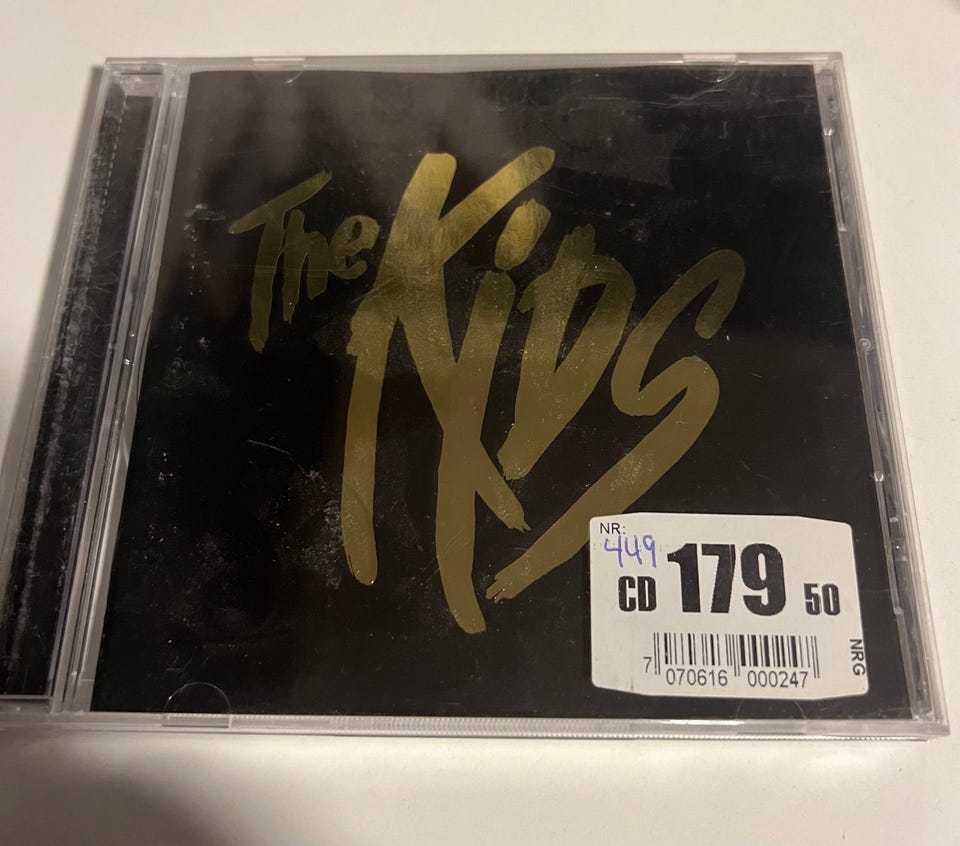 The Kids
NR:
449
CD 179 50
NRG
7 070616 000247